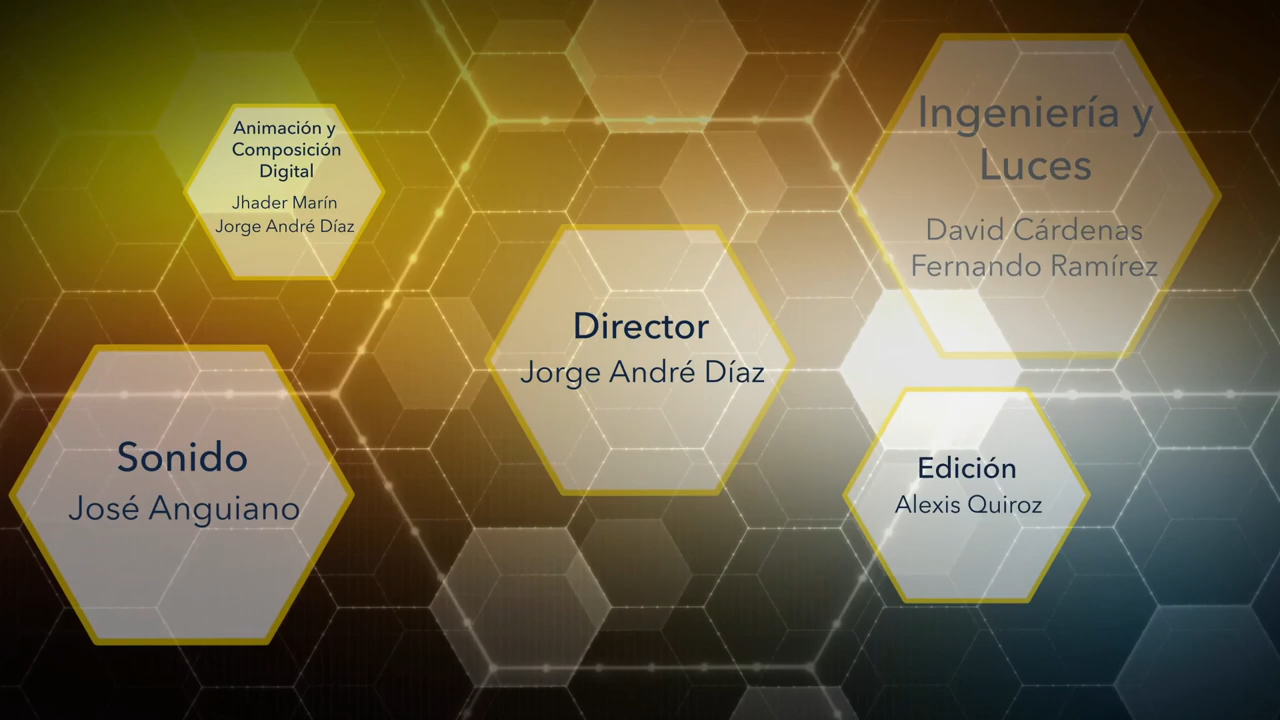 Animación y
Composición
Digital
Jhader Marín
Jorge André Díaz
Ingeniería y
Luces
David Cárdenas
Fernando Ramírez
Director
Jorge André Díaz
Sonido
José Anguiano
Edición
Alexis Quiroz